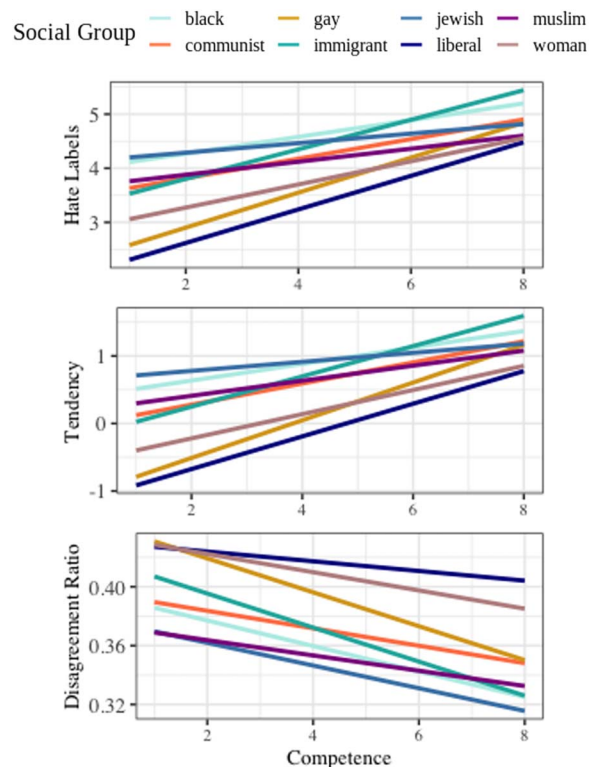 Social Group
black gay jewish muslim
communist immigrant liberal woman
Hate Labels
5
4
3
2 4 6 8
Tendency
1
0
-1
2 4 6 8
Disagreement Ratio
0.40
0.36
0.32
2 4 6 8
Competence